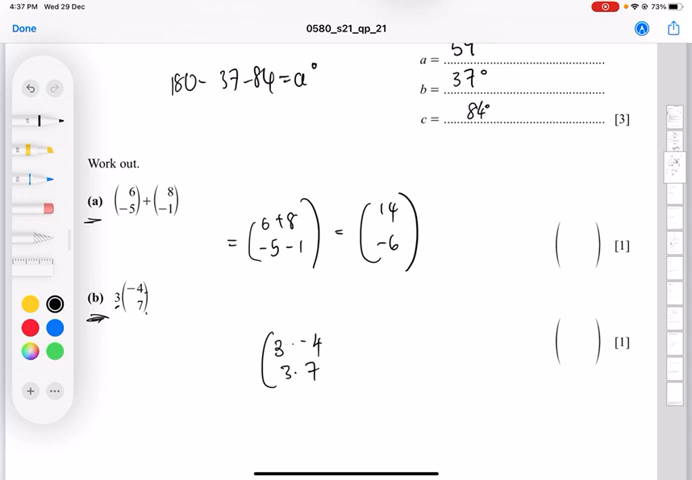 4:37 PM Wed 29 Dec 73%
Done 0580_s21_qp_21
180 - 37 - 84 = a°
a =
b = 37°
c = 84° [3]
Work out.
(a) (6 -5) + (8 -1)
= (6 + 8 -5 - 1) = (14 -6) ( ) [1]
(b) 3(-4 7)
(3 · -4 ( ) [1]
3 · 7